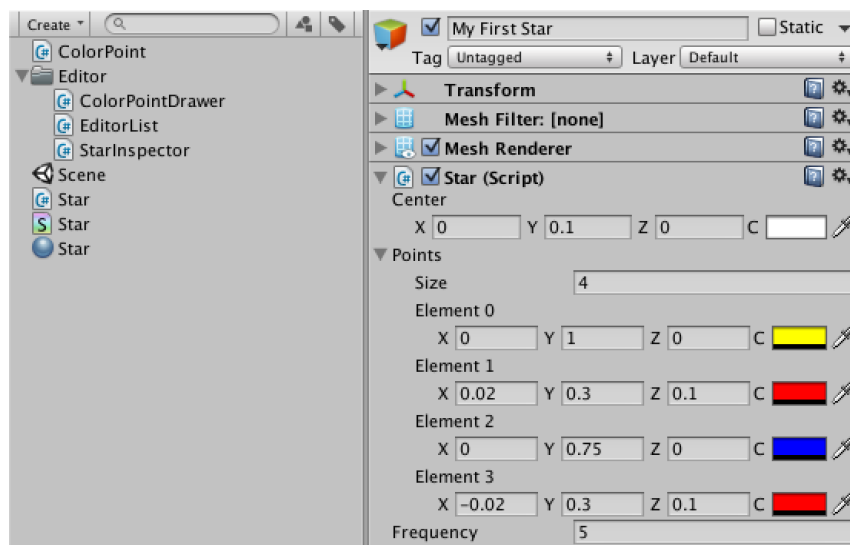 Create
ColorPoint
Editor
ColorPointDrawer
EditorList
StarInspector
Scene
Star
Star
Star
My First Star Static
Tag Untagged Layer Default
Transform
Mesh Filter: [none]
Mesh Renderer
Star (Script)
Center
X 0 Y 0.1 Z 0 C
Points
Size 4
Element 0
X 0 Y 1 Z 0 C
Element 1
X 0.02 Y 0.3 Z 0.1 C
Element 2
X 0 Y 0.75 Z 0 C
Element 3
X -0.02 Y 0.3 Z 0.1 C
Frequency 5